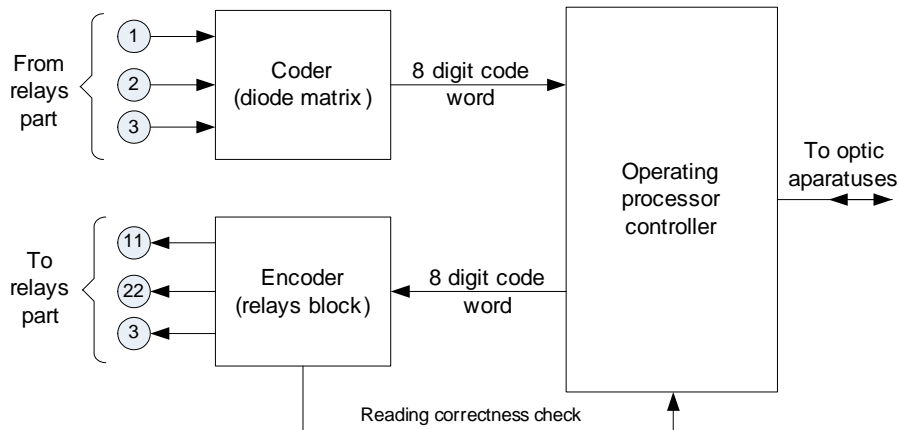 From
relays
part
1
2
3
Coder
(diode matrix)
8 digit code
word
Operating
processor
controller
To optic
apparatuses
To
relays
part
11
22
3
Encoder
(relays block)
8 digit code
word
Reading correctness check